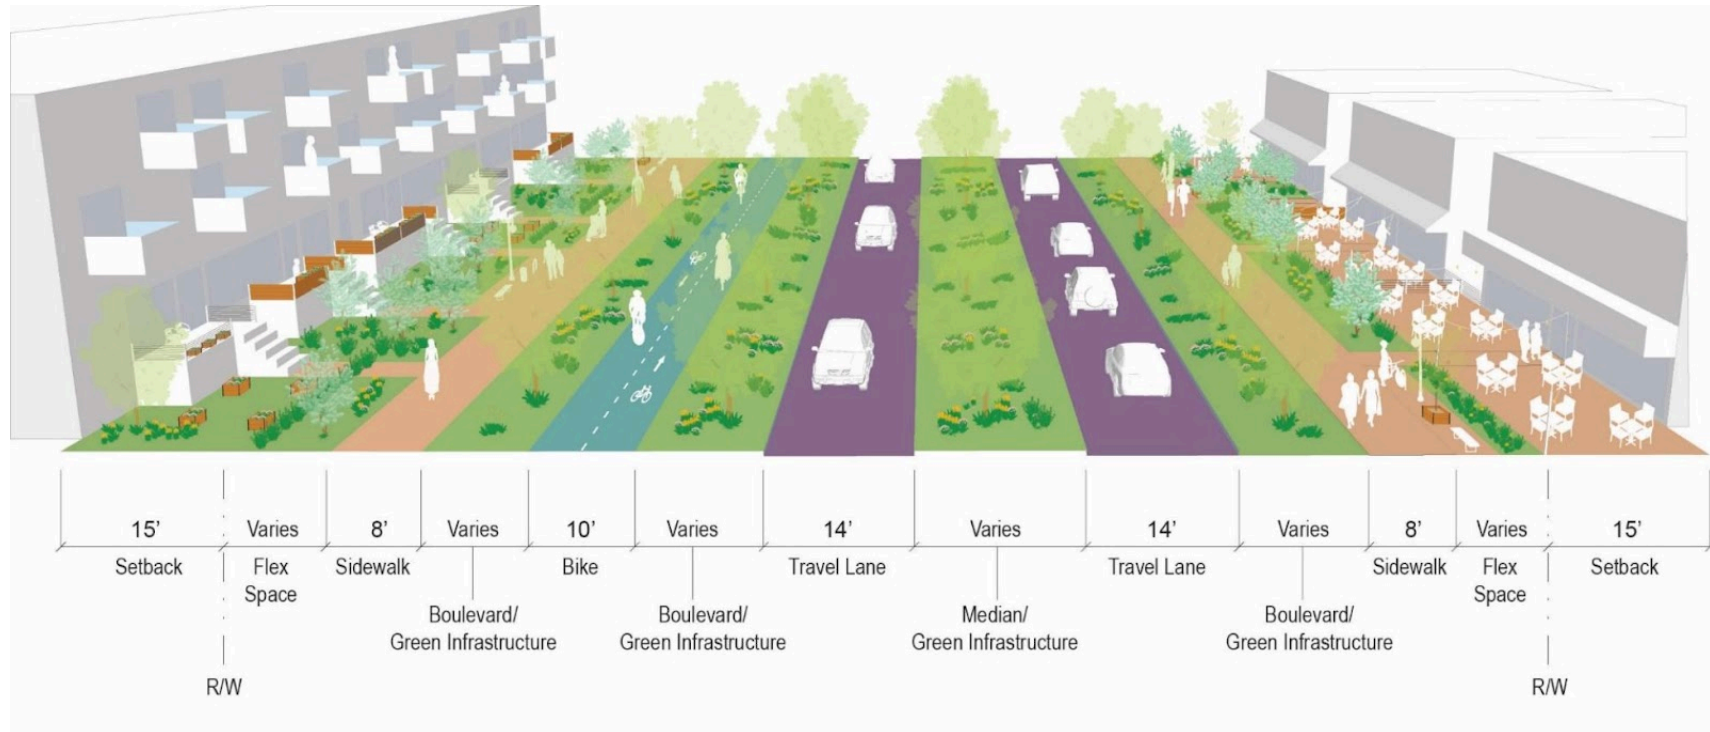 15' Varies 8' Varies 10' Varies 14' Varies 14' Varies 8' Varies 15'
Setback Flex Sidewalk Bike Travel Lane Travel Lane Sidewalk Flex Setback
Space Space
Boulevard/ Boulevard/ Median/ Boulevard/
Green Infrastructure Green Infrastructure Green Infrastructure Green Infrastructure
R/W R/W